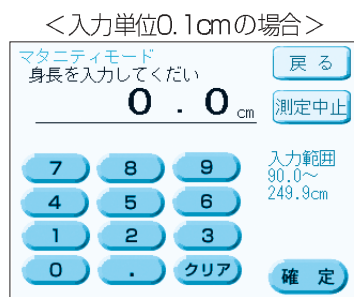 ＜入力単位0.1cmの場合＞
マタニティモード
身長を入力してくだい
戻る
0.0cm
測定中止
入力範囲
90.0～
249.9cm
7 8 9
4 5 6
1 2 3
0 . クリア
確定